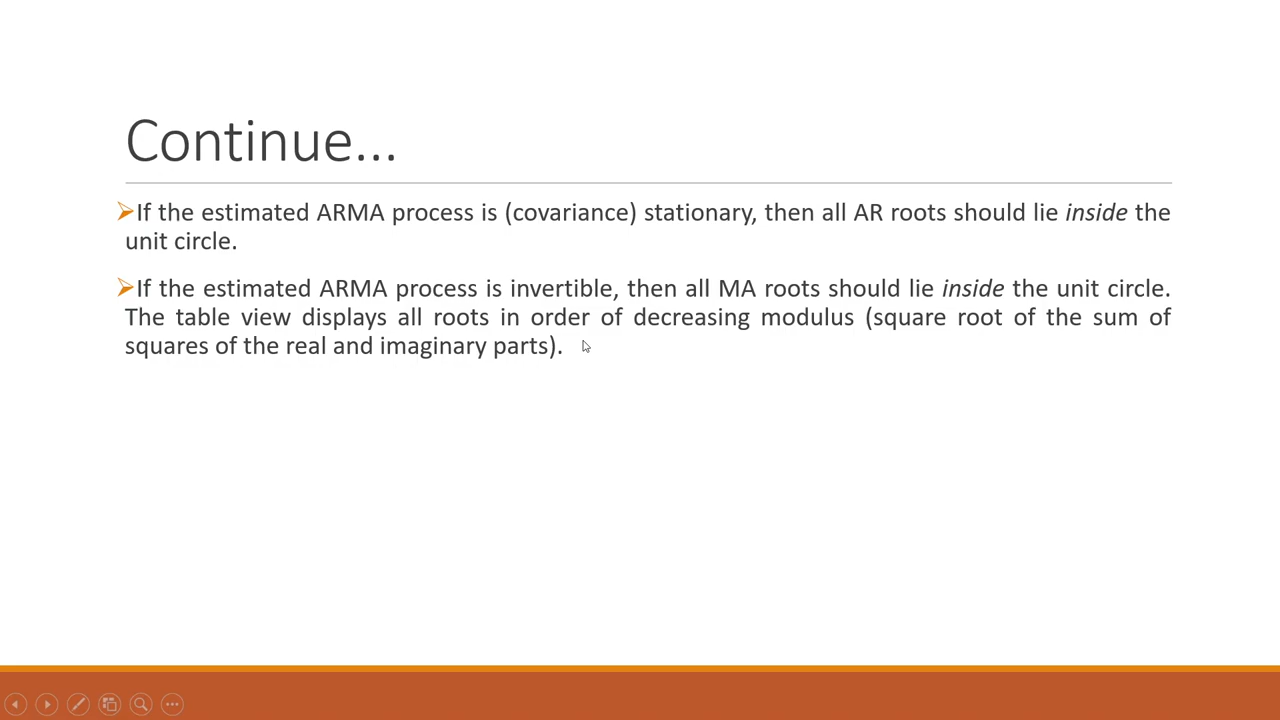 Continue...
➢If the estimated ARMA process is (covariance) stationary, then all AR roots should lie inside the
unit circle.
➢If the estimated ARMA process is invertible, then all MA roots should lie inside the unit circle.
The table view displays all roots in order of decreasing modulus (square root of the sum of
squares of the real and imaginary parts).